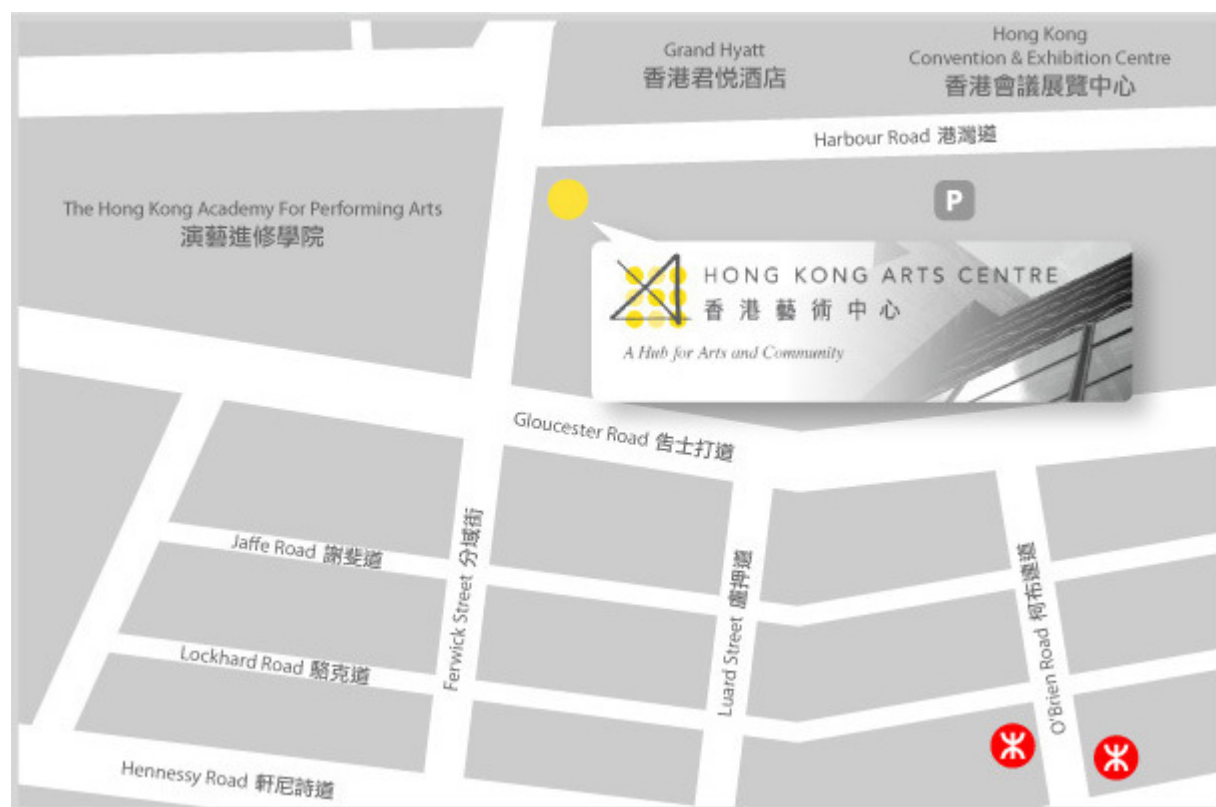 Grand Hyatt
香港君悦酒店
Hong Kong
Convention & Exhibition Centre
香港會議展覽中心
Harbour Road 港灣道
The Hong Kong Academy For Performing Arts
演藝進修學院
P
HONG KONG ARTS CENTRE
香港藝術中心
A Hub for Arts and Community
Gloucester Road 告士打道
Jaffe Road 謝斐道
Ferwick Street 分域街
Luard Street 盧押道
O'Brien Road 柯布連道
Lockhard Road 駱克道
Hennessy Road 軒尼詩道